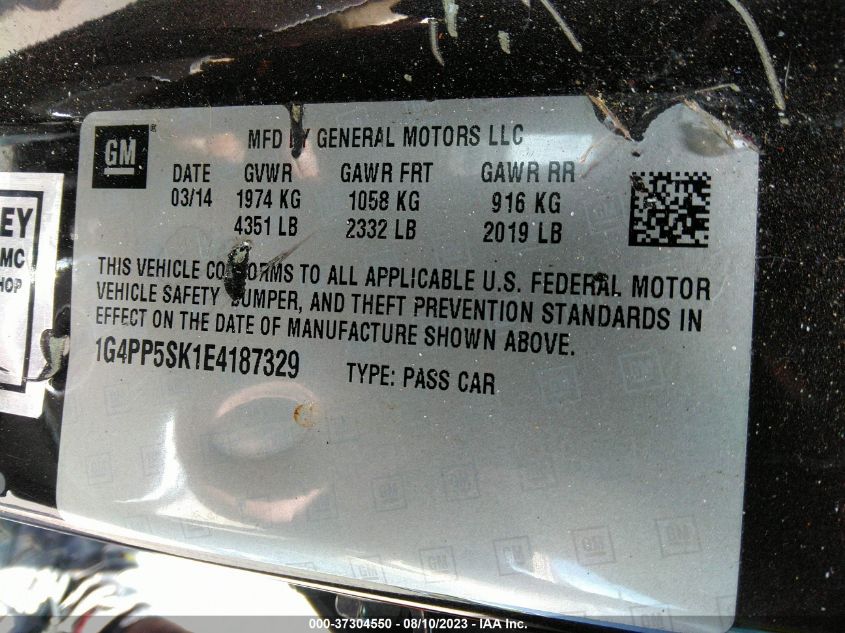 MFD BY GENERAL MOTORS LLC
GM ®
DATE GVWR GAWR FRT GAWR RR
03/14 1974 KG 1058 KG 916 KG
4351 LB 2332 LB 2019 LB
THIS VEHICLE CONFORMS TO ALL APPLICABLE U.S. FEDERAL MOTOR
VEHICLE SAFETY BUMPER, AND THEFT PREVENTION STANDARDS IN
EFFECT ON THE DATE OF MANUFACTURE SHOWN ABOVE.
1G4PP5SK1E4187329 TYPE: PASS CAR
EY
MC
HOP
000-37304550 - 08/10/2023 - IAA Inc.